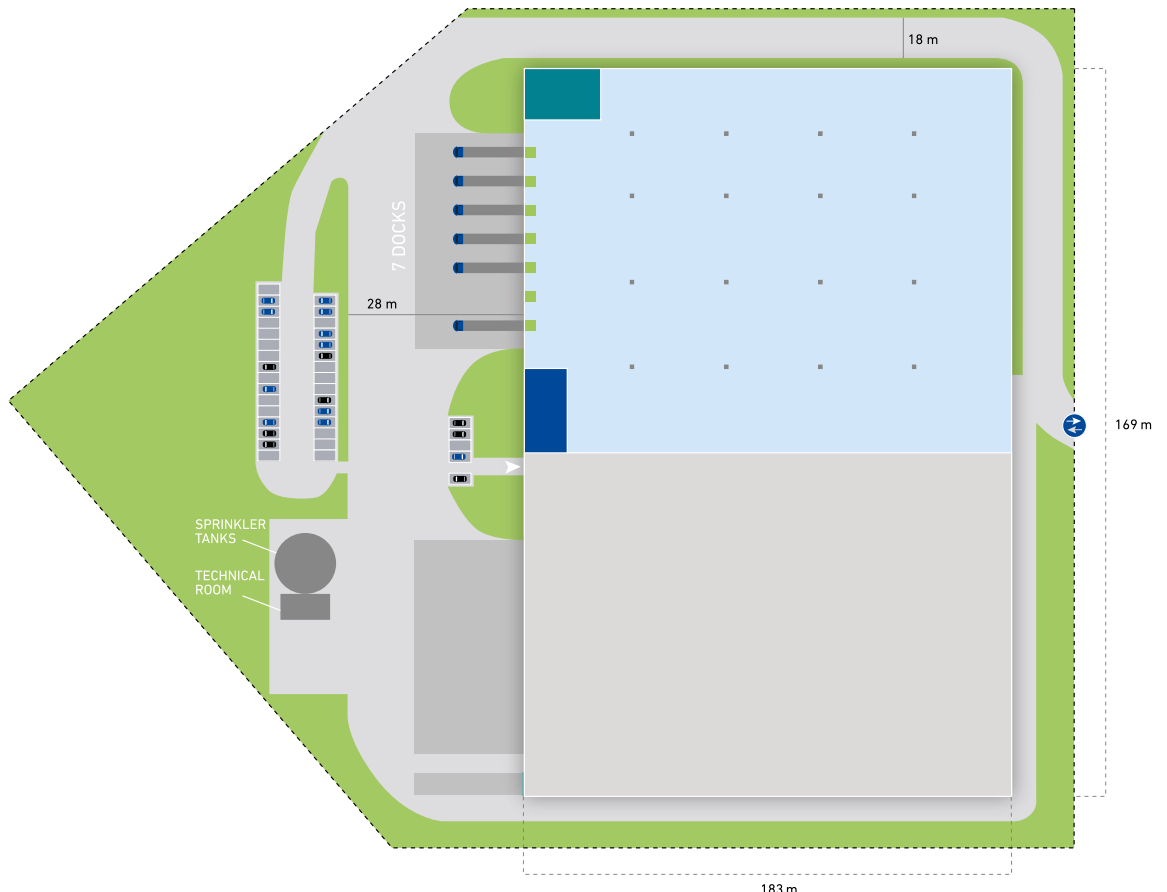 18 m
7 DOCKS
28 m
169 m
SPRINKLER
TANKS
TECHNICAL
ROOM
183 m